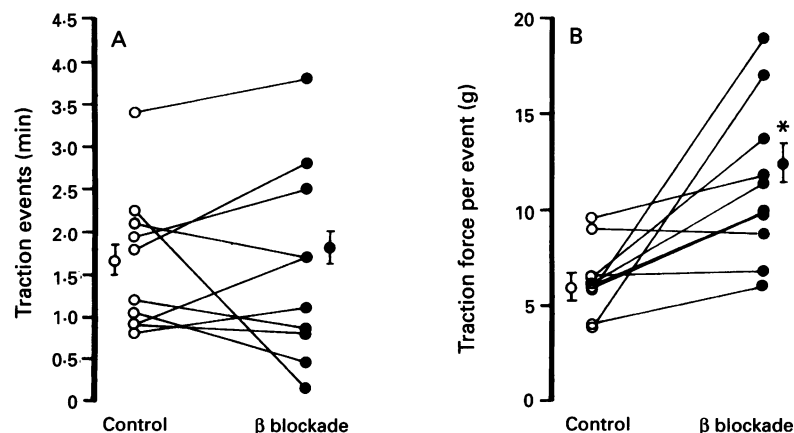 A
Traction events (min)
4·5
4·0
3·5
3·0
2·5
2·0
1·5
1·0
0·5
0
Control
β blockade
B
Traction force per event (g)
20
15
10
5
0
*
Control
β blockade